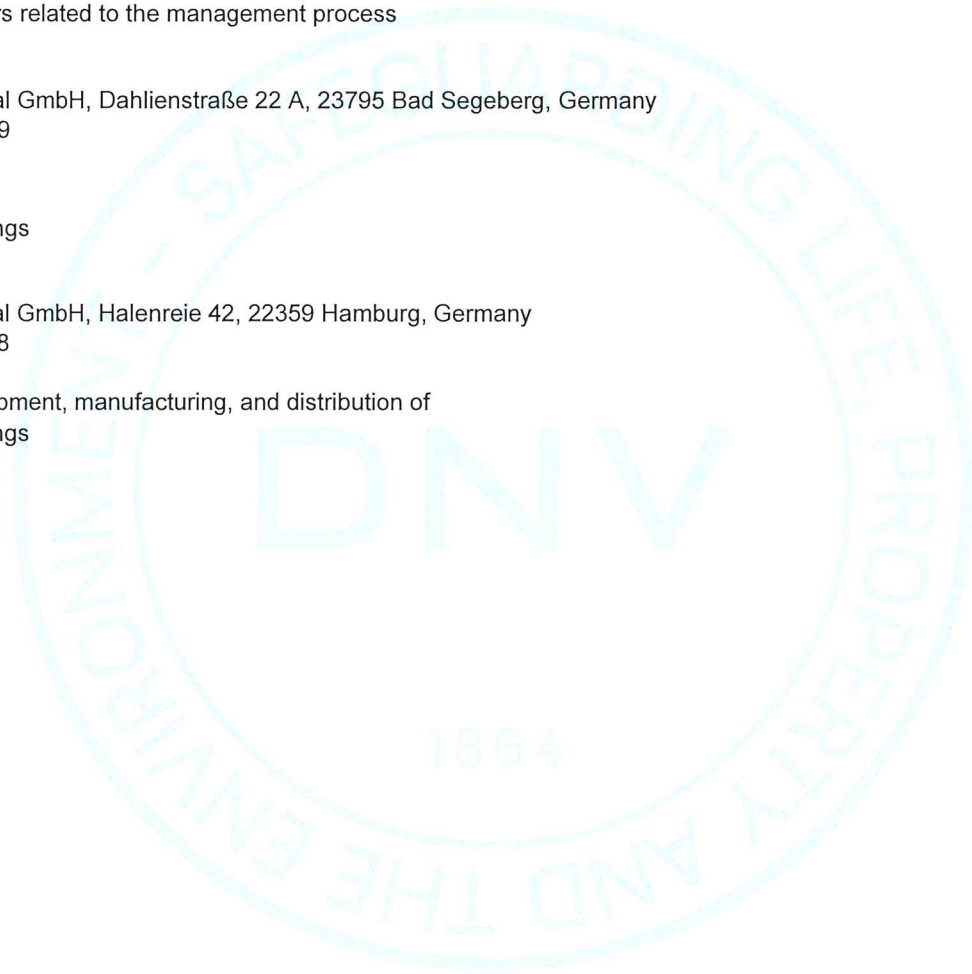 rs related to the management process
al GmbH, Dahlienstraße 22 A, 23795 Bad Segeberg, Germany
9
ngs
al GmbH, Halenreie 42, 22359 Hamburg, Germany
8
pment, manufacturing, and distribution of
ngs
SAFEGUARDING LIFE, PROPERTY AND THE ENVIRONMENT –
DNV
1864